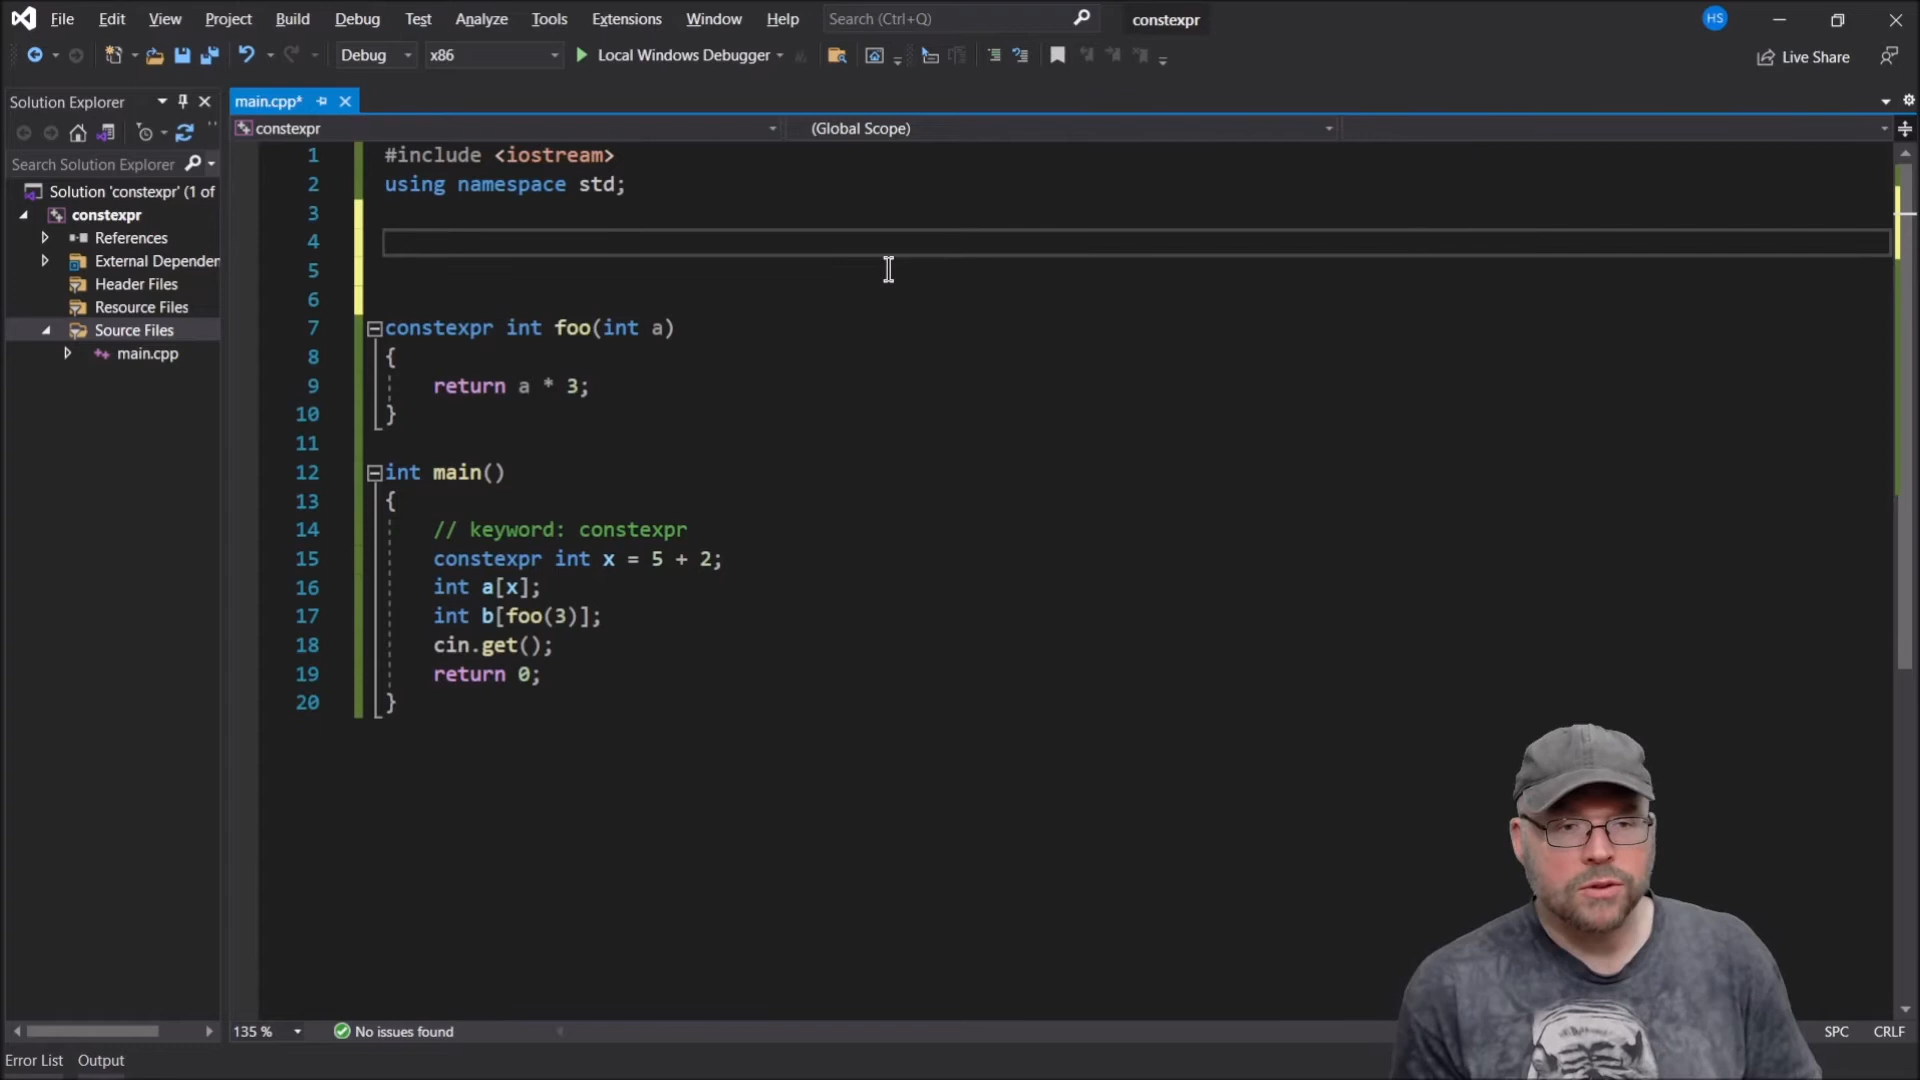 File Edit View Project Build Debug Test Analyze Tools Extensions Window Help Search (Ctrl+Q) constexpr HS
Debug x86 Local Windows Debugger Live Share
Solution Explorer
main.cpp*
constexpr (Global Scope)
Search Solution Explorer
Solution 'constexpr' (1 of
constexpr
References
External Dependen
Header Files
Resource Files
Source Files
main.cpp
1 #include <iostream>
2 using namespace std;
3
4
5
6
7 constexpr int foo(int a)
8 {
9 return a * 3;
10 }
11
12 int main()
13 {
14 // keyword: constexpr
15 constexpr int x = 5 + 2;
16 int a[x];
17 int b[foo(3)];
18 cin.get();
19 return 0;
20 }
135 % No issues found SPC CRLF
Error List Output